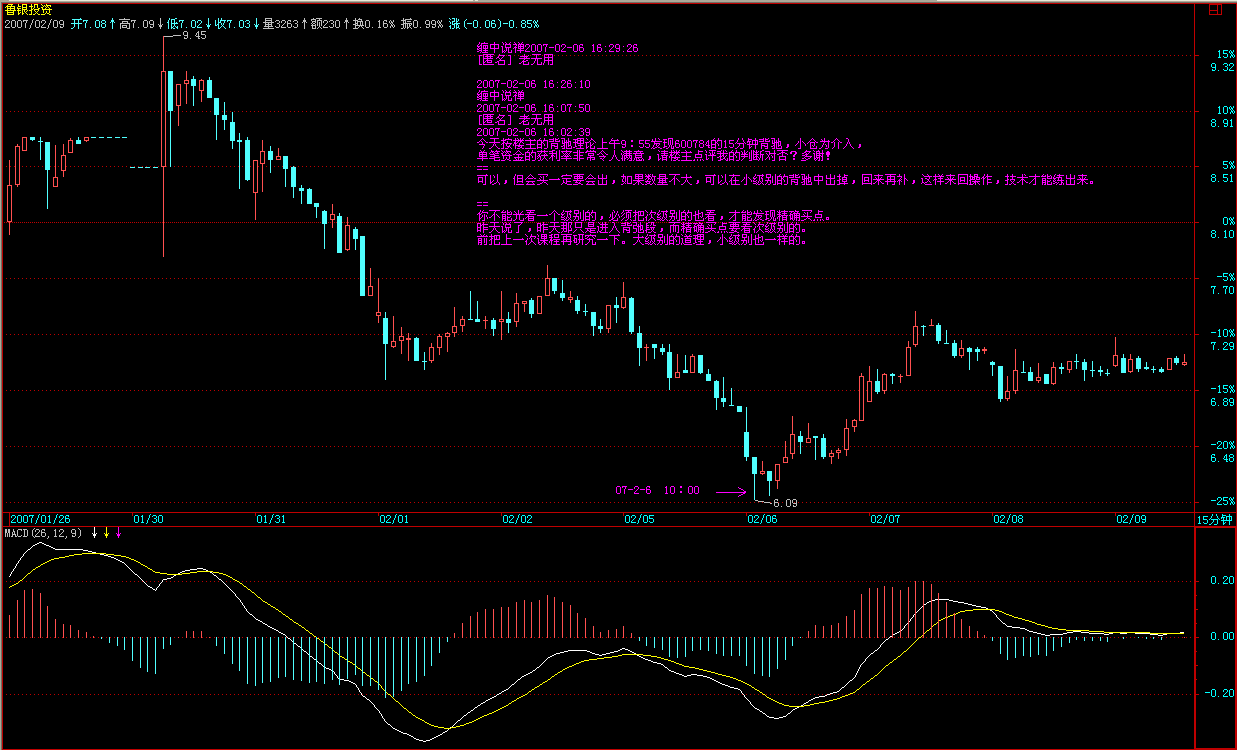 鲁银投资
2007/02/09 开7.08↑高7.09↓低7.02↓收7.03↓量3263↑额230↑换0.16% 振0.99% 涨(-0.06)-0.85%
9.45
缠中说禅2007-02-06 16:29:26
[匿名] 老无用
2007-02-06 16:26:10
缠中说禅
2007-02-06 16:07:50
[匿名] 老无用
2007-02-06 16:02:39
今天按楼主的背驰理论上午9：55发现600784的15分钟背驰，小仓为介入，
单笔资金的获利率非常令人满意，请楼主点评我的判断对否？多谢！
==
可以，但会买一定要会出，如果数量不大，可以在小级别的背驰中出掉，回来再补，这样来回操作，技术才能练出来。
==
你不能光看一个级别的，必须把次级别的也看，才能发现精确买点。
昨天说了，昨天那只是进入背驰段，而精确买点要看次级别的。
前把上一次课程再研究一下。大级别的道理，小级别也一样的。
15%
9.32
10%
8.91
5%
8.51
0%
8.10
-5%
7.70
-10%
7.29
-15%
6.89
-20%
6.48
-25%
07-2-6 10：00
6.09
2007/01/26 01/30 01/31 02/01 02/02 02/05 02/06 02/07 02/08 02/09 15分钟
MACD(26,12,9) ↓ ↓ ↓
0.20
0.00
-0.20